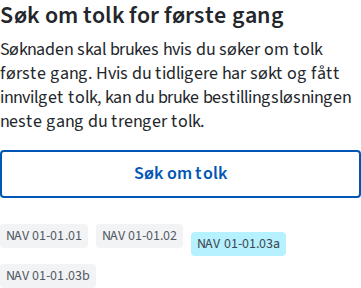 Søk om tolk for første gang
Søknaden skal brukes hvis du søker om tolk
første gang. Hvis du tidligere har søkt og fått
innvilget tolk, kan du bruke bestillingsløsningen
neste gang du trenger tolk.
Søk om tolk
NAV 01-01.01 NAV 01-01.02 NAV 01-01.03a
NAV 01-01.03b